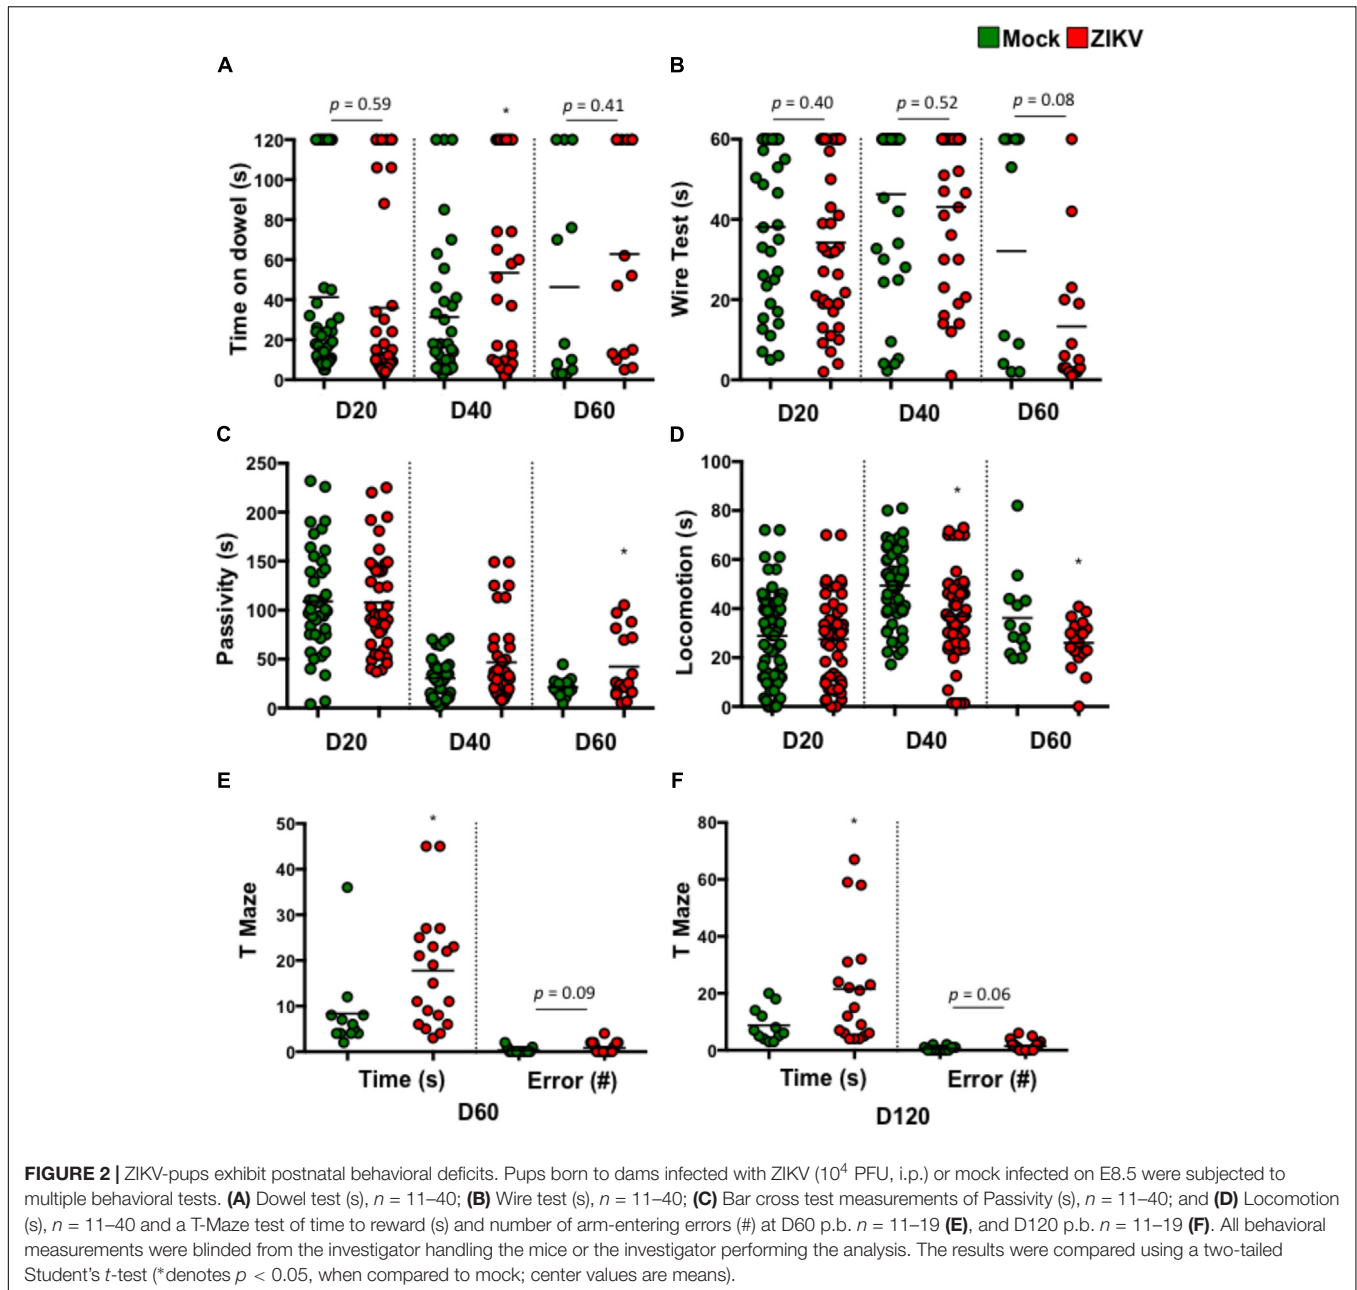 Mock ZIKV
A
B
p = 0.59
*
p = 0.41
Time on dowel (s)
120
100
80
60
40
20
0
D20
D40
D60
p = 0.40
p = 0.52
p = 0.08
Wire Test (s)
60
40
20
0
D20
D40
D60
C
D
Passivity (s)
250
200
150
100
50
0
*
D20
D40
D60
Locomotion (s)
100
80
60
40
20
0
*
*
D20
D40
D60
E
F
T Maze
50
40
30
20
10
0
*
p = 0.09
Time (s)
Error (#)
D60
T Maze
80
60
40
20
0
*
p = 0.06
Time (s)
Error (#)
D120
FIGURE 2 | ZIKV-pups exhibit postnatal behavioral deficits. Pups born to dams infected with ZIKV (10⁴ PFU, i.p.) or mock infected on E8.5 were subjected to
multiple behavioral tests. (A) Dowel test (s), n = 11–40; (B) Wire test (s), n = 11–40; (C) Bar cross test measurements of Passivity (s), n = 11–40; and (D) Locomotion
(s), n = 11–40 and a T-Maze test of time to reward (s) and number of arm-entering errors (#) at D60 p.b. n = 11–19 (E), and D120 p.b. n = 11–19 (F). All behavioral
measurements were blinded from the investigator handling the mice or the investigator performing the analysis. The results were compared using a two-tailed
Student's t-test (*denotes p < 0.05, when compared to mock; center values are means).